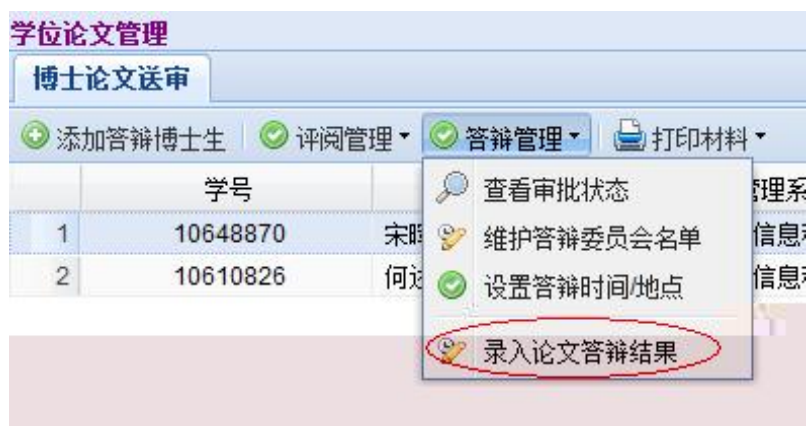 学位论文管理
博士论文送审
添加答辩博士生 评阅管理 答辩管理 打印材料
学号 管理系
查看审批状态
1 10648870 宋 信息
维护答辩委员会名单
2 10610826 何 信息
设置答辩时间/地点
录入论文答辩结果